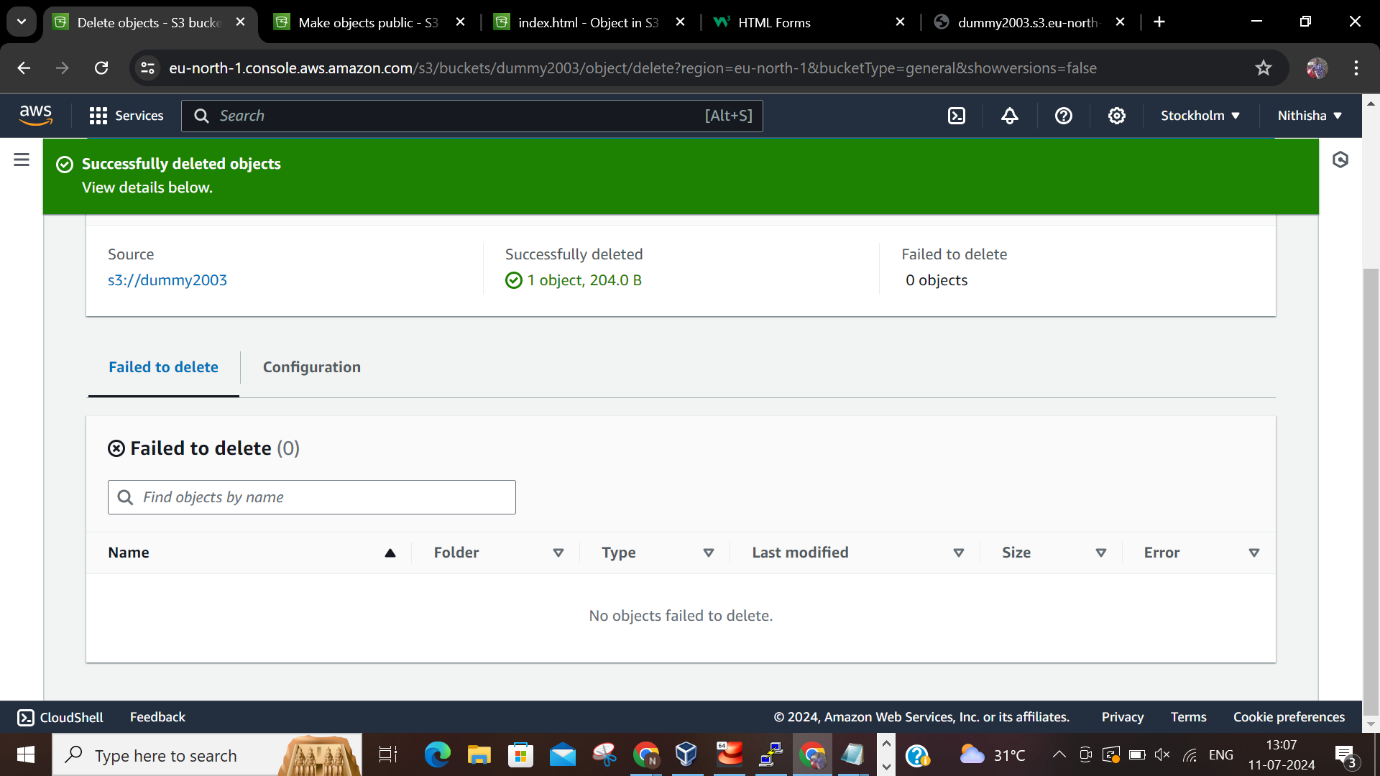 Delete objects - S3 bucke
Make objects public - S3
index.html - Object in S3
HTML Forms
dummy2003.s3.eu-north-
eu-north-1.console.aws.amazon.com/s3/buckets/dummy2003/object/delete?region=eu-north-1&bucketType=general&showversions=false
aws
Services
Search
[Alt+S]
Stockholm
Nithisha
Successfully deleted objects
View details below.
Source
Successfully deleted
Failed to delete
s3://dummy2003
1 object, 204.0 B
0 objects
Failed to delete
Configuration
Failed to delete (0)
Find objects by name
Name
Folder
Type
Last modified
Size
Error
No objects failed to delete.
CloudShell
Feedback
© 2024, Amazon Web Services, Inc. or its affiliates.
Privacy
Terms
Cookie preferences
Type here to search
N
64
31°C
ENG
13:07
11-07-2024
3